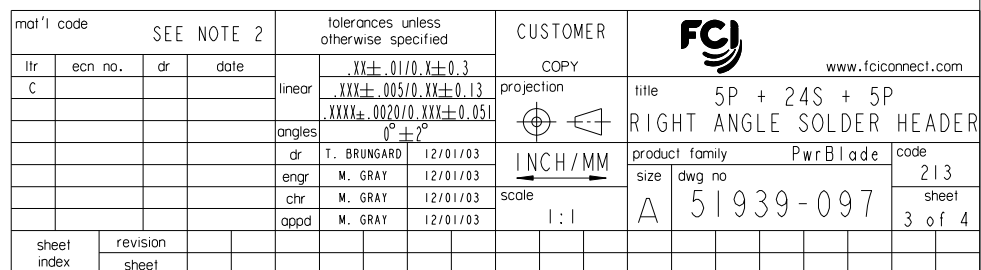 mat'l code SEE NOTE 2
tolerances unless
otherwise specified
CUSTOMER
COPY
FCI
www.fciconnect.com
ltr ecn no. dr date
C
linear
.XX±.01/0.X±0.3
.XXX±.005/0.XX±0.13
.XXXX±.0020/0.XXX±0.051
angles 0°±2°
projection
title 5P + 24S + 5P
RIGHT ANGLE SOLDER HEADER
dr T. BRUNGARD 12/01/03
engr M. GRAY 12/01/03
chr M. GRAY 12/01/03
appd M. GRAY 12/01/03
INCH/MM
scale
1:1
product family PwrBlade
code
213
size A
dwg no 51939-097
sheet
3 of 4
sheet
index
revision
sheet